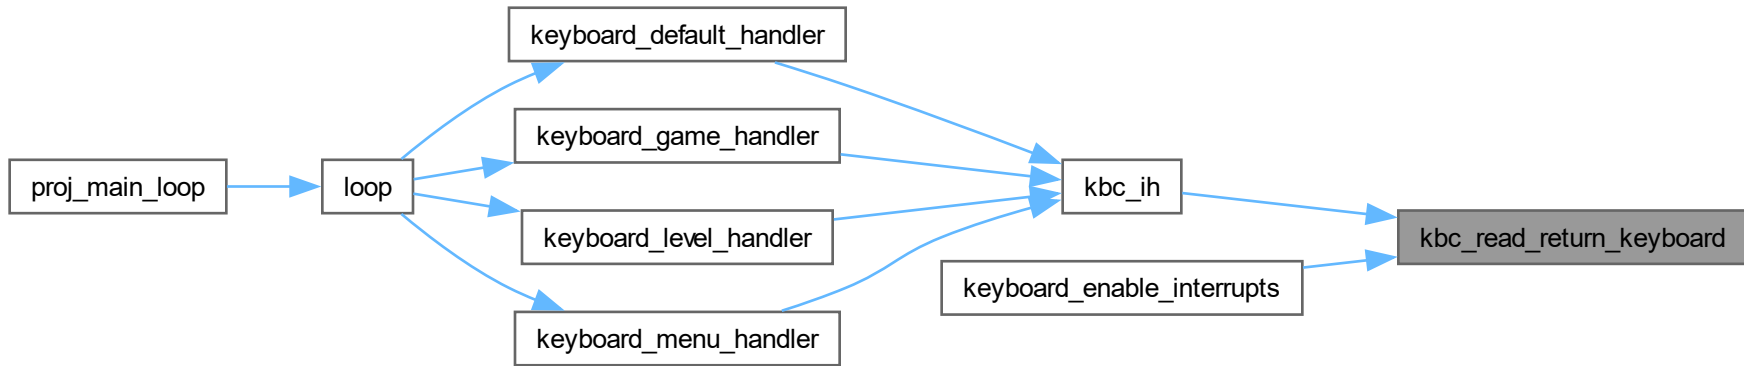 keyboard_default_handler
keyboard_game_handler
proj_main_loop
loop
kbc_ih
keyboard_level_handler
kbc_read_return_keyboard
keyboard_enable_interrupts
keyboard_menu_handler